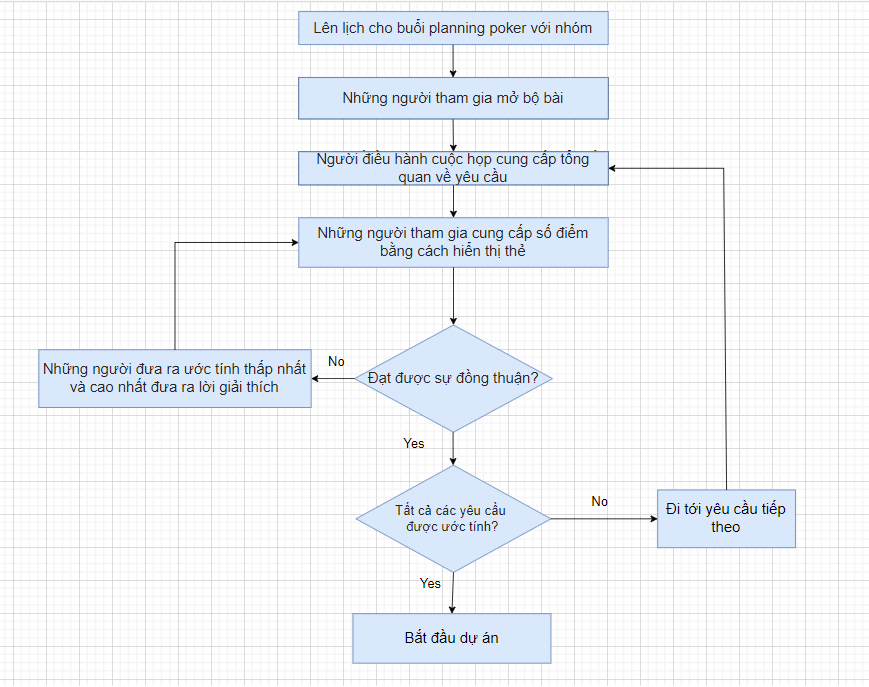 Lên lịch cho buổi planning poker với nhóm
Những người tham gia mở bộ bài
Người điều hành cuộc họp cung cấp tổng
quan về yêu cầu
Những người tham gia cung cấp số điểm
bằng cách hiển thị thẻ
Đạt được sự đồng thuận?
No
Những người đưa ra ước tính thấp nhất
và cao nhất đưa ra lời giải thích
Yes
Tất cả các yêu cầu
được ước tính?
No
Đi tới yêu cầu tiếp
theo
Yes
Bắt đầu dự án